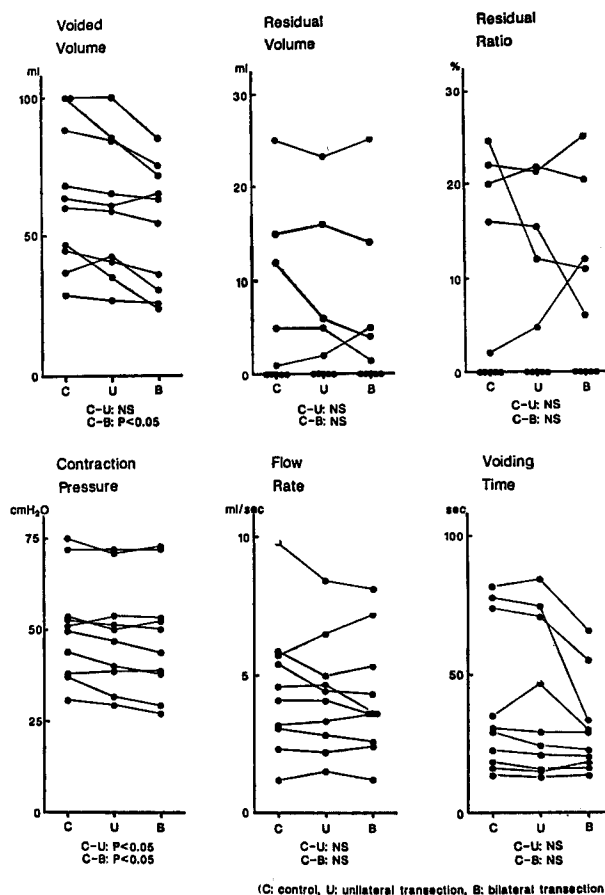 Voided
Volume
ml
100
50
0
C U B
C-U: NS
C-B: P<0.05
Residual
Volume
ml
30
20
10
0
C U B
C-U: NS
C-B: NS
Residual
Ratio
%
30
20
10
0
C U B
C-U: NS
C-B: NS
Contraction
Pressure
cmH2O
75
50
25
0
C U B
C-U: P<0.05
C-B: P<0.05
Flow
Rate
ml/sec
10
5
0
C U B
C-U: NS
C-B: NS
Voiding
Time
sec
100
50
0
C U B
C-U: NS
C-B: NS
(C: control, U: unilateral transection, B: bilateral transection